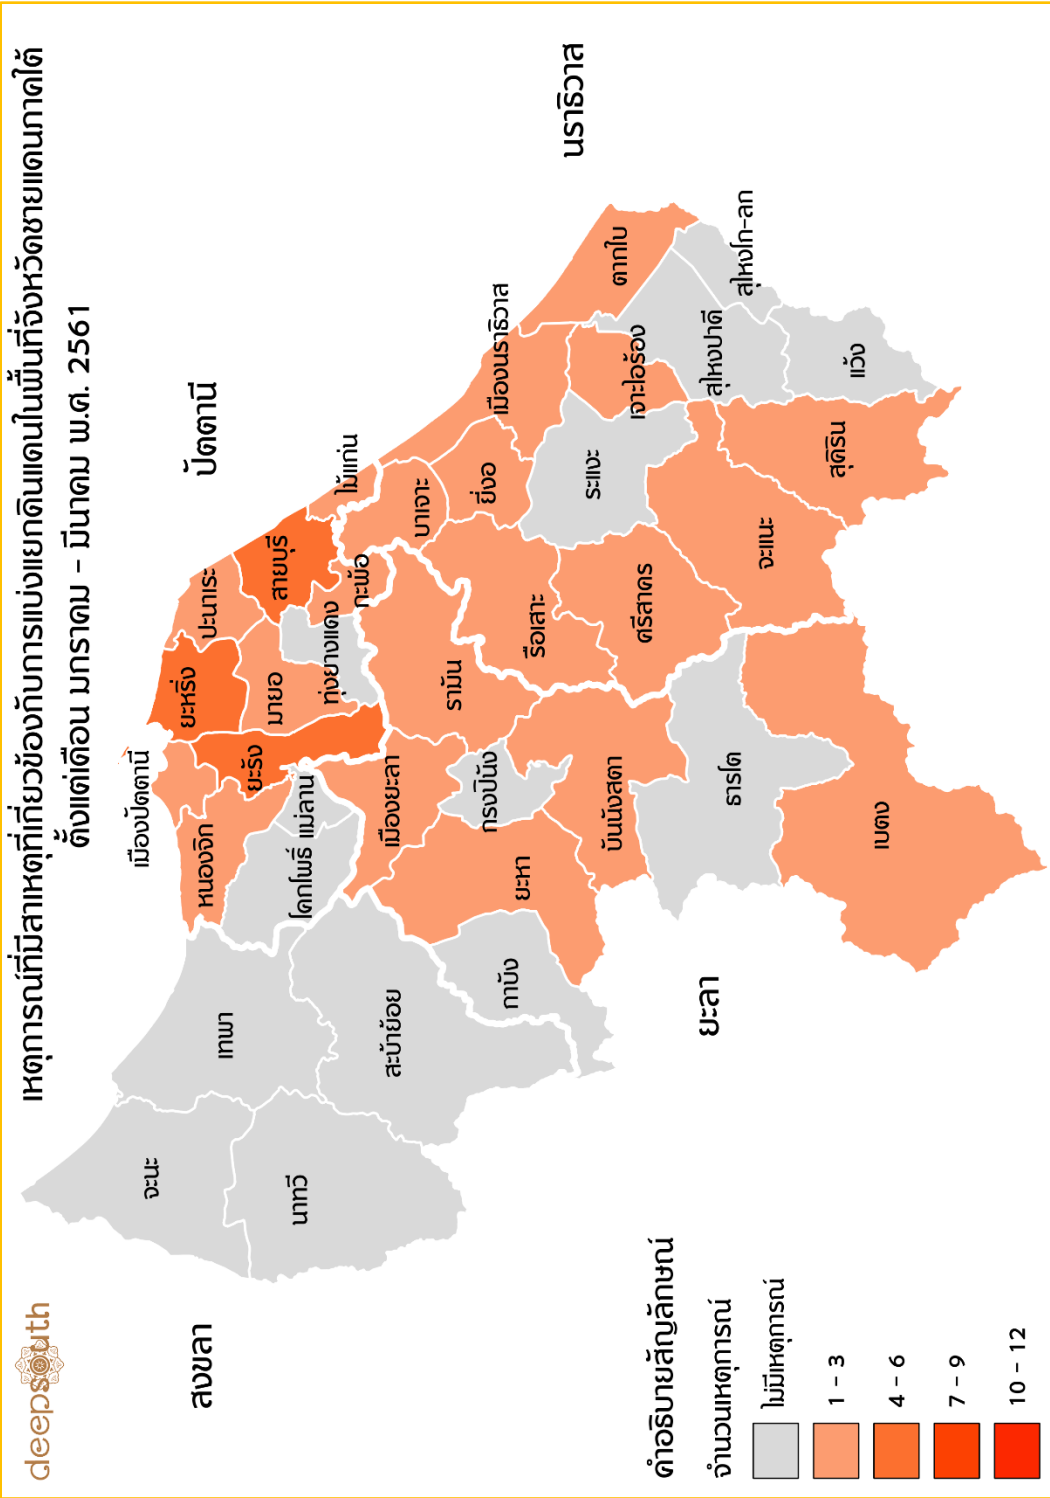 เหตุการณ์ที่มีสาเหตุที่เกี่ยวข้องกับการแบ่งแยกดินแดนในพื้นที่จังหวัดชายแดนภาคใต้
ตั้งแต่เดือน มกราคม - มีนาคม พ.ศ. 2561
deepsouth
สงขลา
ปัตตานี
นราธิวาส
ยะลา
จะนะ
นาทวี
เทพา
สะบ้าย้อย
เมืองปัตตานี
หนองจิก
โคกโพธิ์
แม่ลาน
ยะหริ่ง
ยะรัง
ปะนาเระ
มายอ
สายบุรี
ทุ่งยางแดง
กะพ้อ
ไม้แก่น
เมืองยะลา
กรงปินัง
รามัน
ยะหา
กาบัง
บันนังสตา
ธารโต
เบตง
บาเจาะ
ยี่งอ
เมืองนราธิวาส
ตากใบ
รือเสาะ
ศรีสาคร
ระแงะ
เจาะไอร้อง
สุไหงปาดี
สุไหงโก-ลก
จะแนะ
สุคิริน
แว้ง
คำอธิบายสัญลักษณ์
จำนวนเหตุการณ์
ไม่มีเหตุการณ์
1 - 3
4 - 6
7 - 9
10 - 12